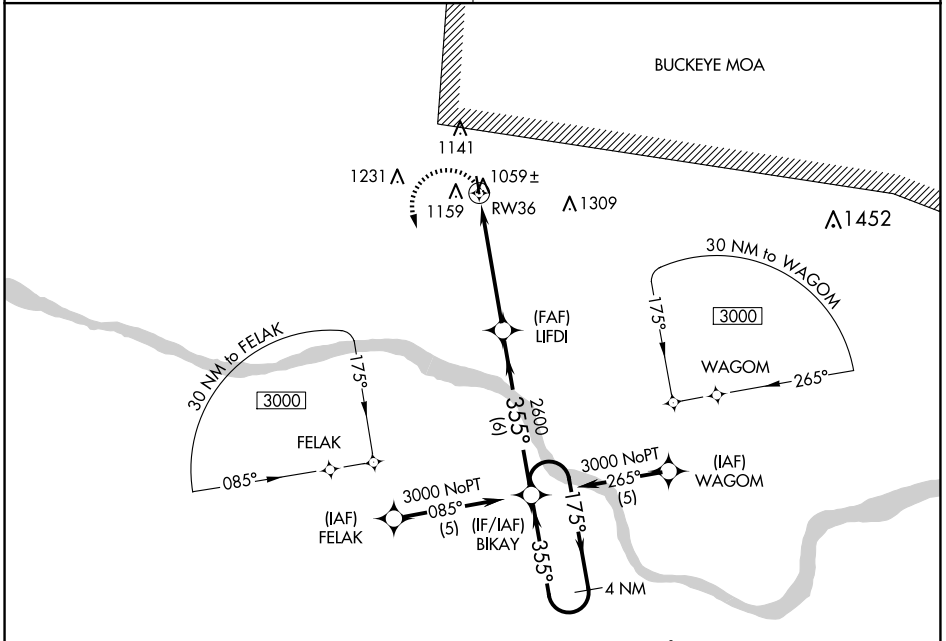 BUCKEYE MOA
1141
1231
1059±
1159
RW36
1309
1452
30 NM to WAGOM
175°
3000
WAGOM
265°
(FAF)
LIFDI
30 NM to FELAK
175°
3000
FELAK
085°
2600
355°
(6)
3000 NoPT
265°
(5)
(IAF)
WAGOM
3000 NoPT
085°
(5)
(IAF)
FELAK
(IF/IAF)
BIKAY
175°
355°
4 NM